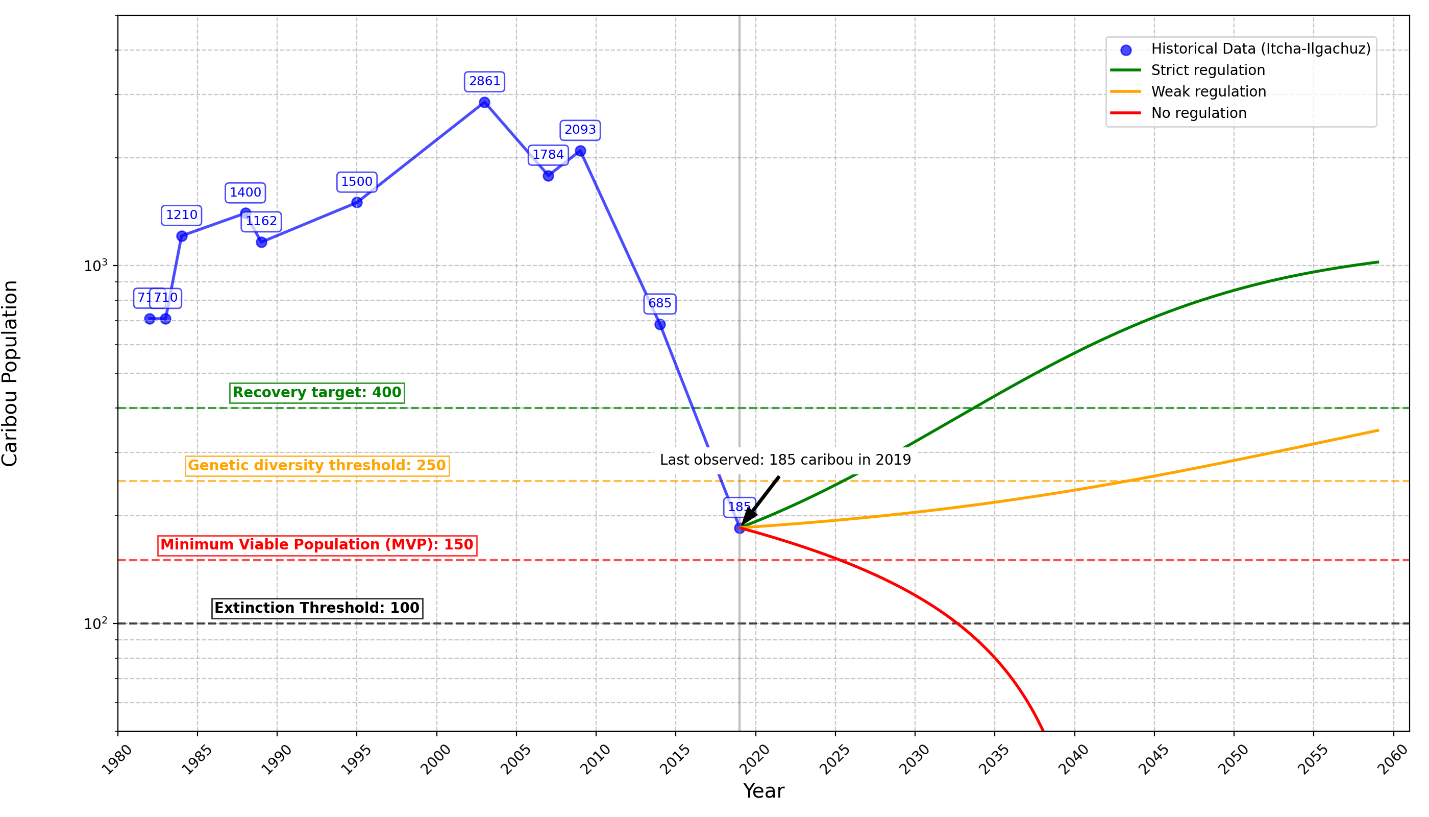 Historical Data (Itcha-Ilgachuz)
Strict regulation
Weak regulation
No regulation
2861
2093
1784
1500
1400
1210
1162
710
685
185
Recovery target: 400
Last observed: 185 caribou in 2019
Genetic diversity threshold: 250
Minimum Viable Population (MVP): 150
Extinction Threshold: 100
10³
10²
Caribou Population
1980 1985 1990 1995 2000 2005 2010 2015 2020 2025 2030 2035 2040 2045 2050 2055 2060
Year